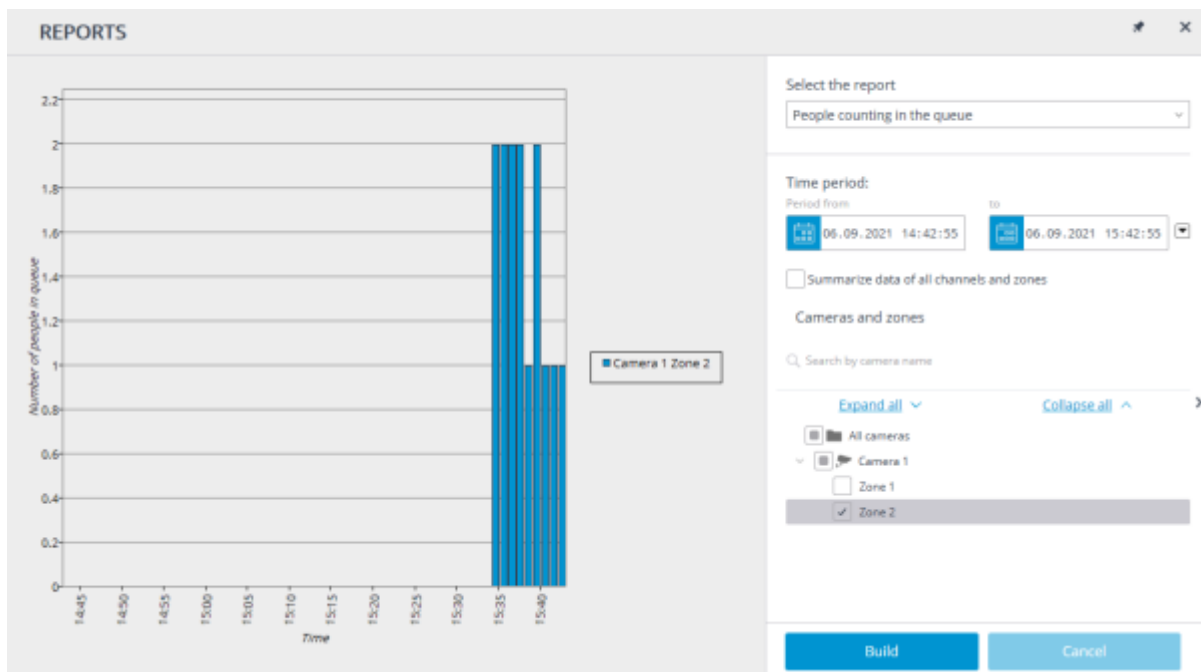 REPORTS
2.2
2
1.8
1.6
1.4
1.2
1
0.8
0.6
0.4
0.2
0
Number of people in queue
14:45
14:50
14:55
15:00
15:05
15:10
15:15
15:20
15:25
15:30
15:35
15:40
Time
Camera 1 Zone 2
Select the report
People counting in the queue
Time period:
Period from to
06.09.2021 14:42:55 06.09.2021 15:42:55
Summarize data of all channels and zones
Cameras and zones
Search by camera name
Expand all Collapse all
All cameras
Camera 1
Zone 1
Zone 2
Build Cancel